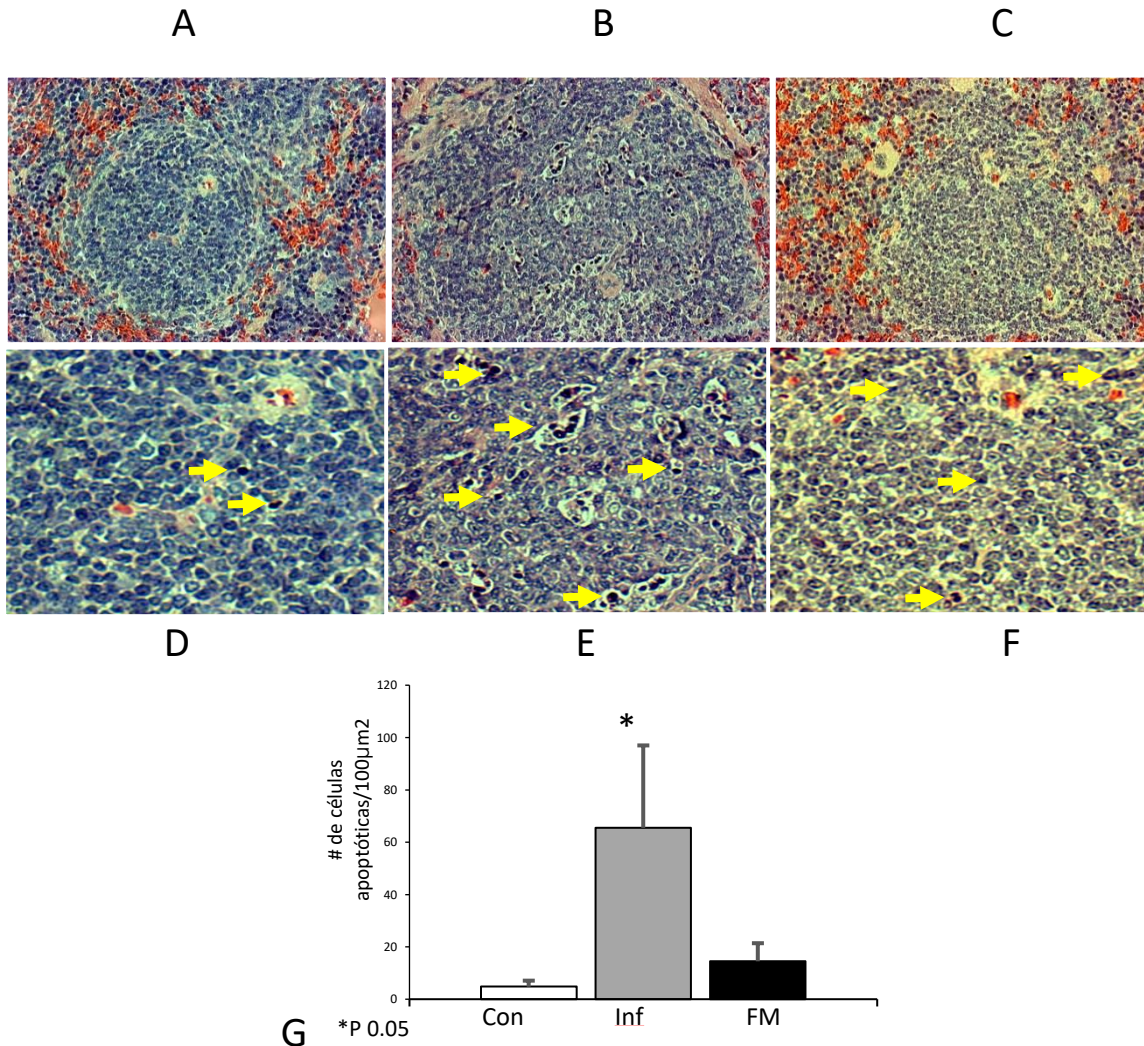 A
B
C
D
E
F
120
100
80
60
40
20
0
# de células
apoptóticas/100µm2
*
Con
Inf
FM
G
*P 0.05